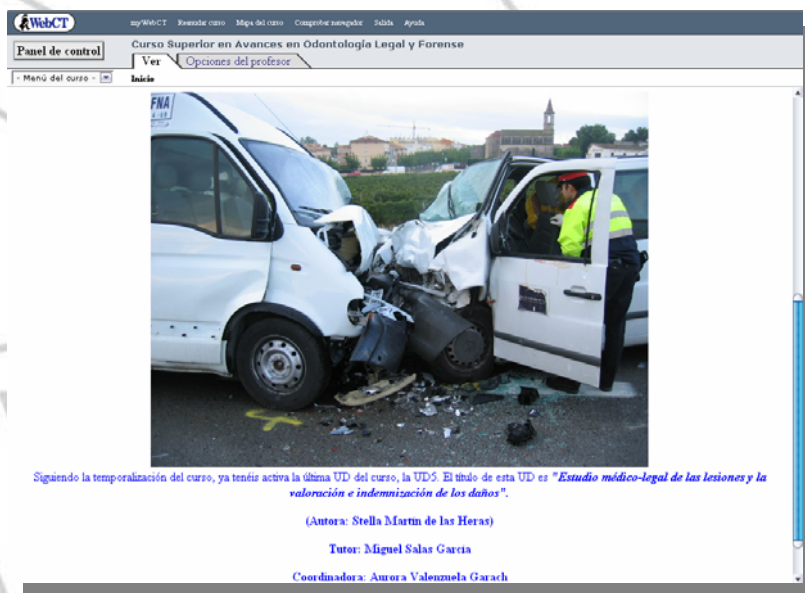 WebCT
myWebCT Reanudar curso Mapa del curso Comprobar navegador Salida Ayuda
Panel de control
Curso Superior en Avances en Odontología Legal y Forense
Ver Opciones del profesor
- Menú del curso -
Inicio
FNA
Siguiendo la temporalización del curso, ya tenéis activa la última UD del curso, la UD5. El título de esta UD es "Estudio médico-legal de las lesiones y la
valoración e indemnización de los daños".
(Autora: Stella Martín de las Heras)
Tutor: Miguel Salas García
Coordinadora: Aurora Valenzuela Garach